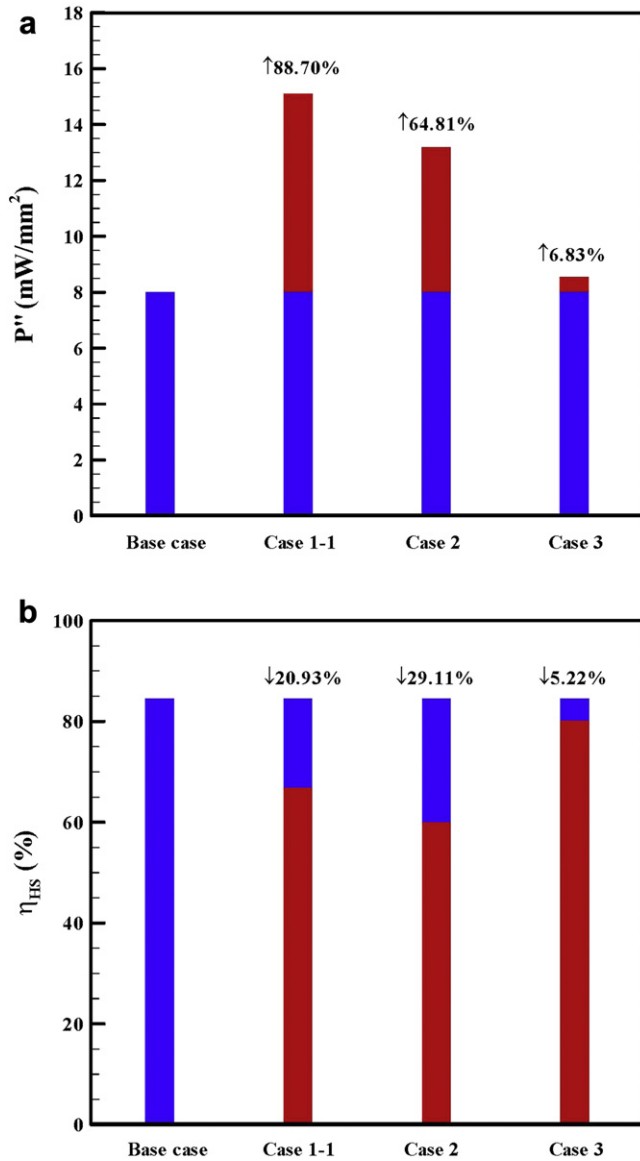 a
18
16
14
12
10
8
6
4
2
0
P'' (mW/mm²)
↑88.70%
↑64.81%
↑6.83%
Base case Case 1-1 Case 2 Case 3
b
100
80
60
40
20
0
ηHS (%)
↓20.93% ↓29.11% ↓5.22%
Base case Case 1-1 Case 2 Case 3